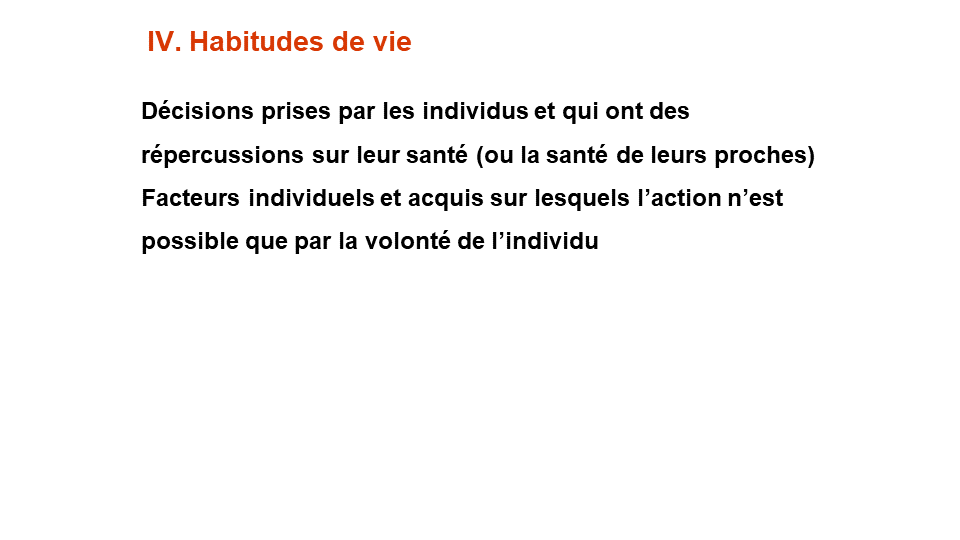 IV. Habitudes de vie
Décisions prises par les individus et qui ont des
répercussions sur leur santé (ou la santé de leurs proches)
Facteurs individuels et acquis sur lesquels l’action n’est
possible que par la volonté de l’individu